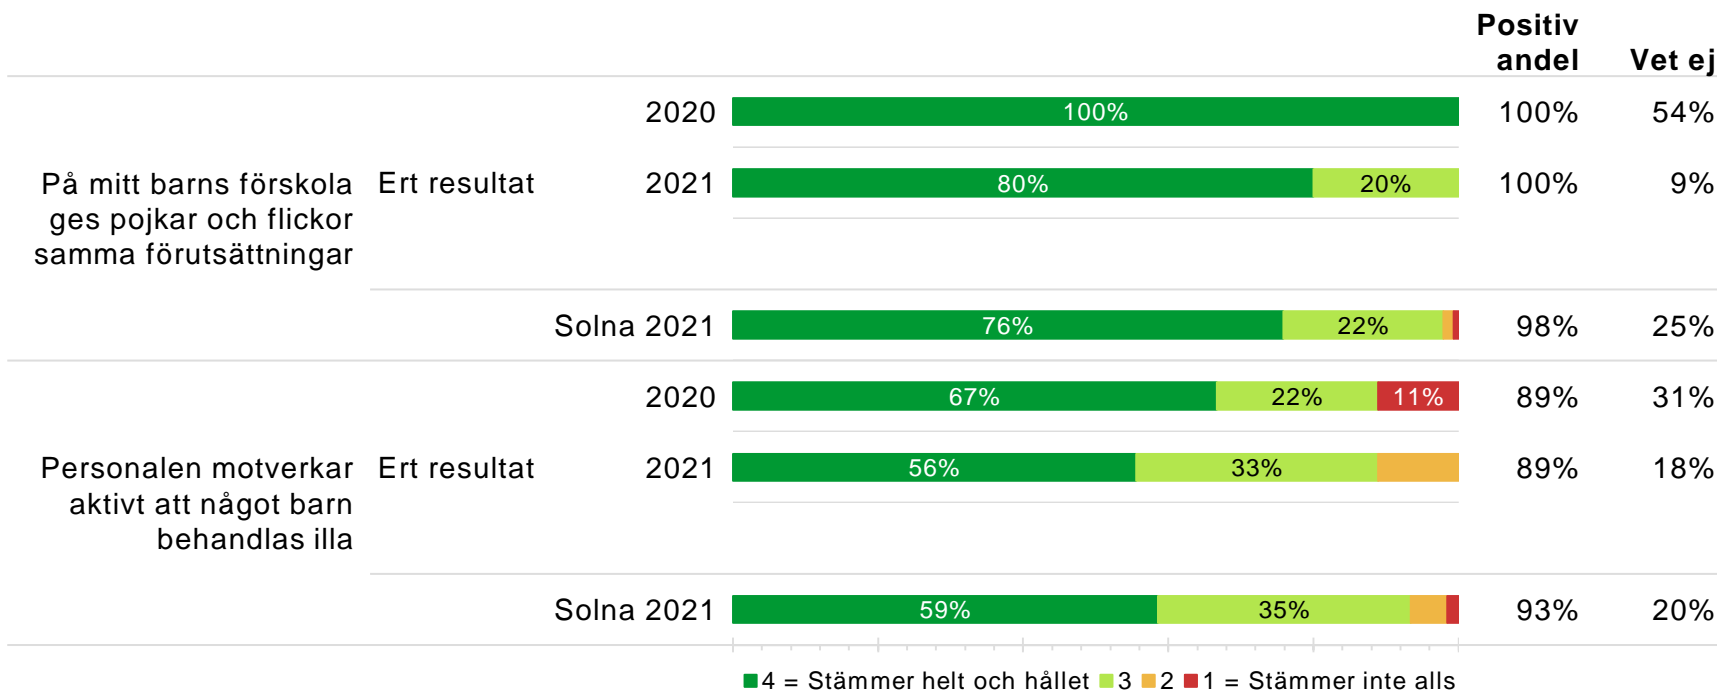 Positiv
andel Vet ej
2020 100% 100% 54%
På mitt barns förskola
ges pojkar och flickor
samma förutsättningar
Ert resultat 2021 80% 20% 100% 9%
Solna 2021 76% 22% 98% 25%
2020 67% 22% 11% 89% 31%
Personalen motverkar
aktivt att något barn
behandlas illa
Ert resultat 2021 56% 33% 89% 18%
Solna 2021 59% 35% 93% 20%
4 = Stämmer helt och hållet 3 2 1 = Stämmer inte alls